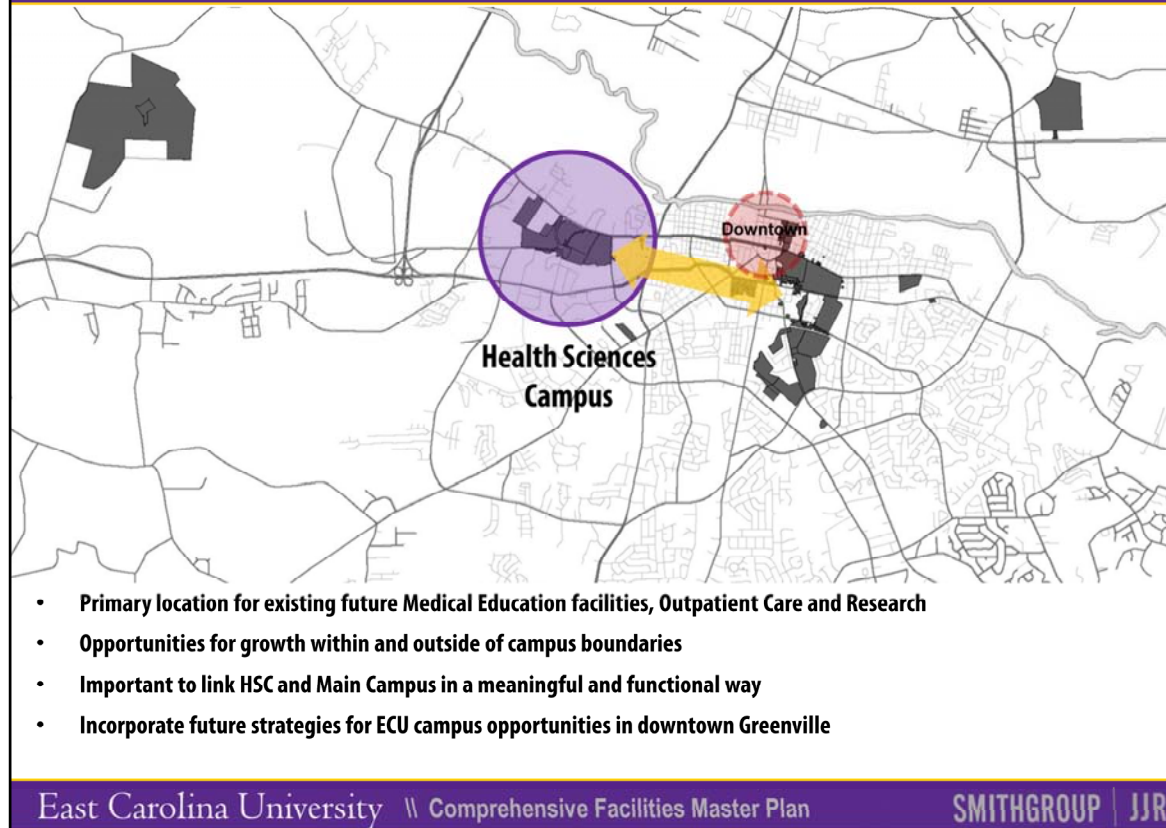 Downtown
Health Sciences
Campus
• Primary location for existing future Medical Education facilities, Outpatient Care and Research
• Opportunities for growth within and outside of campus boundaries
• Important to link HSC and Main Campus in a meaningful and functional way
• Incorporate future strategies for ECU campus opportunities in downtown Greenville
East Carolina University \\ Comprehensive Facilities Master Plan SMITHGROUP | JJR